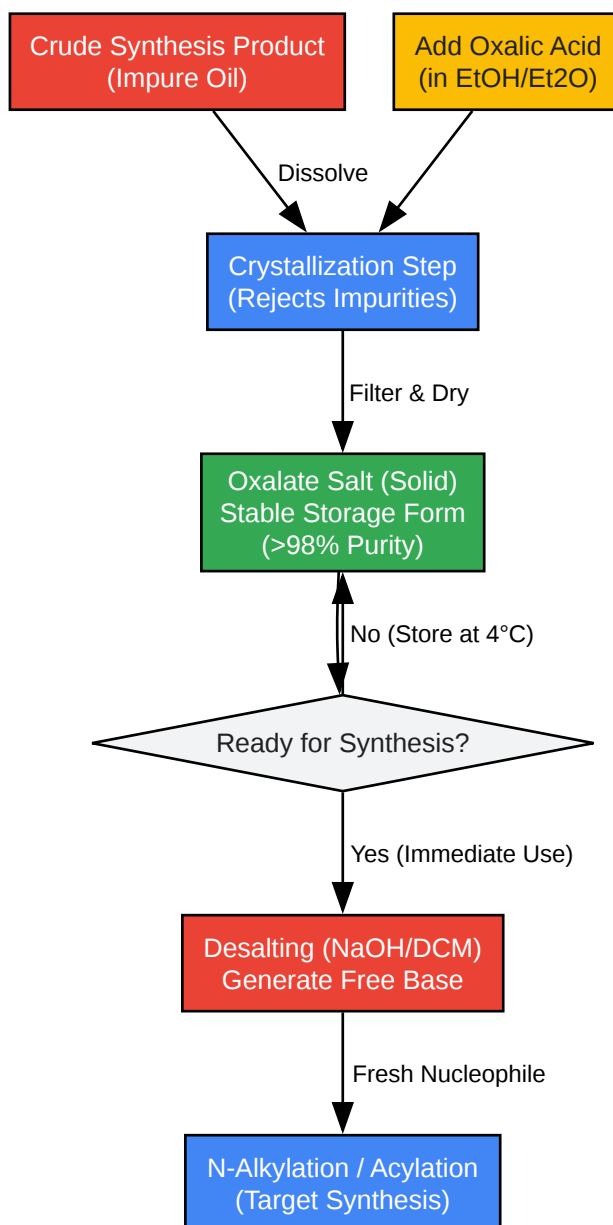 Crude Synthesis Product
(Impure Oil)
Add Oxalic Acid
(in EtOH/Et2O)
Dissolve
Crystallization Step
(Rejects Impurities)
Filter & Dry
Oxalate Salt (Solid)
Stable Storage Form
(>98% Purity)
No (Store at 4°C)
Ready for Synthesis?
Yes (Immediate Use)
Desalting (NaOH/DCM)
Generate Free Base
Fresh Nucleophile
N-Alkylation / Acylation
(Target Synthesis)